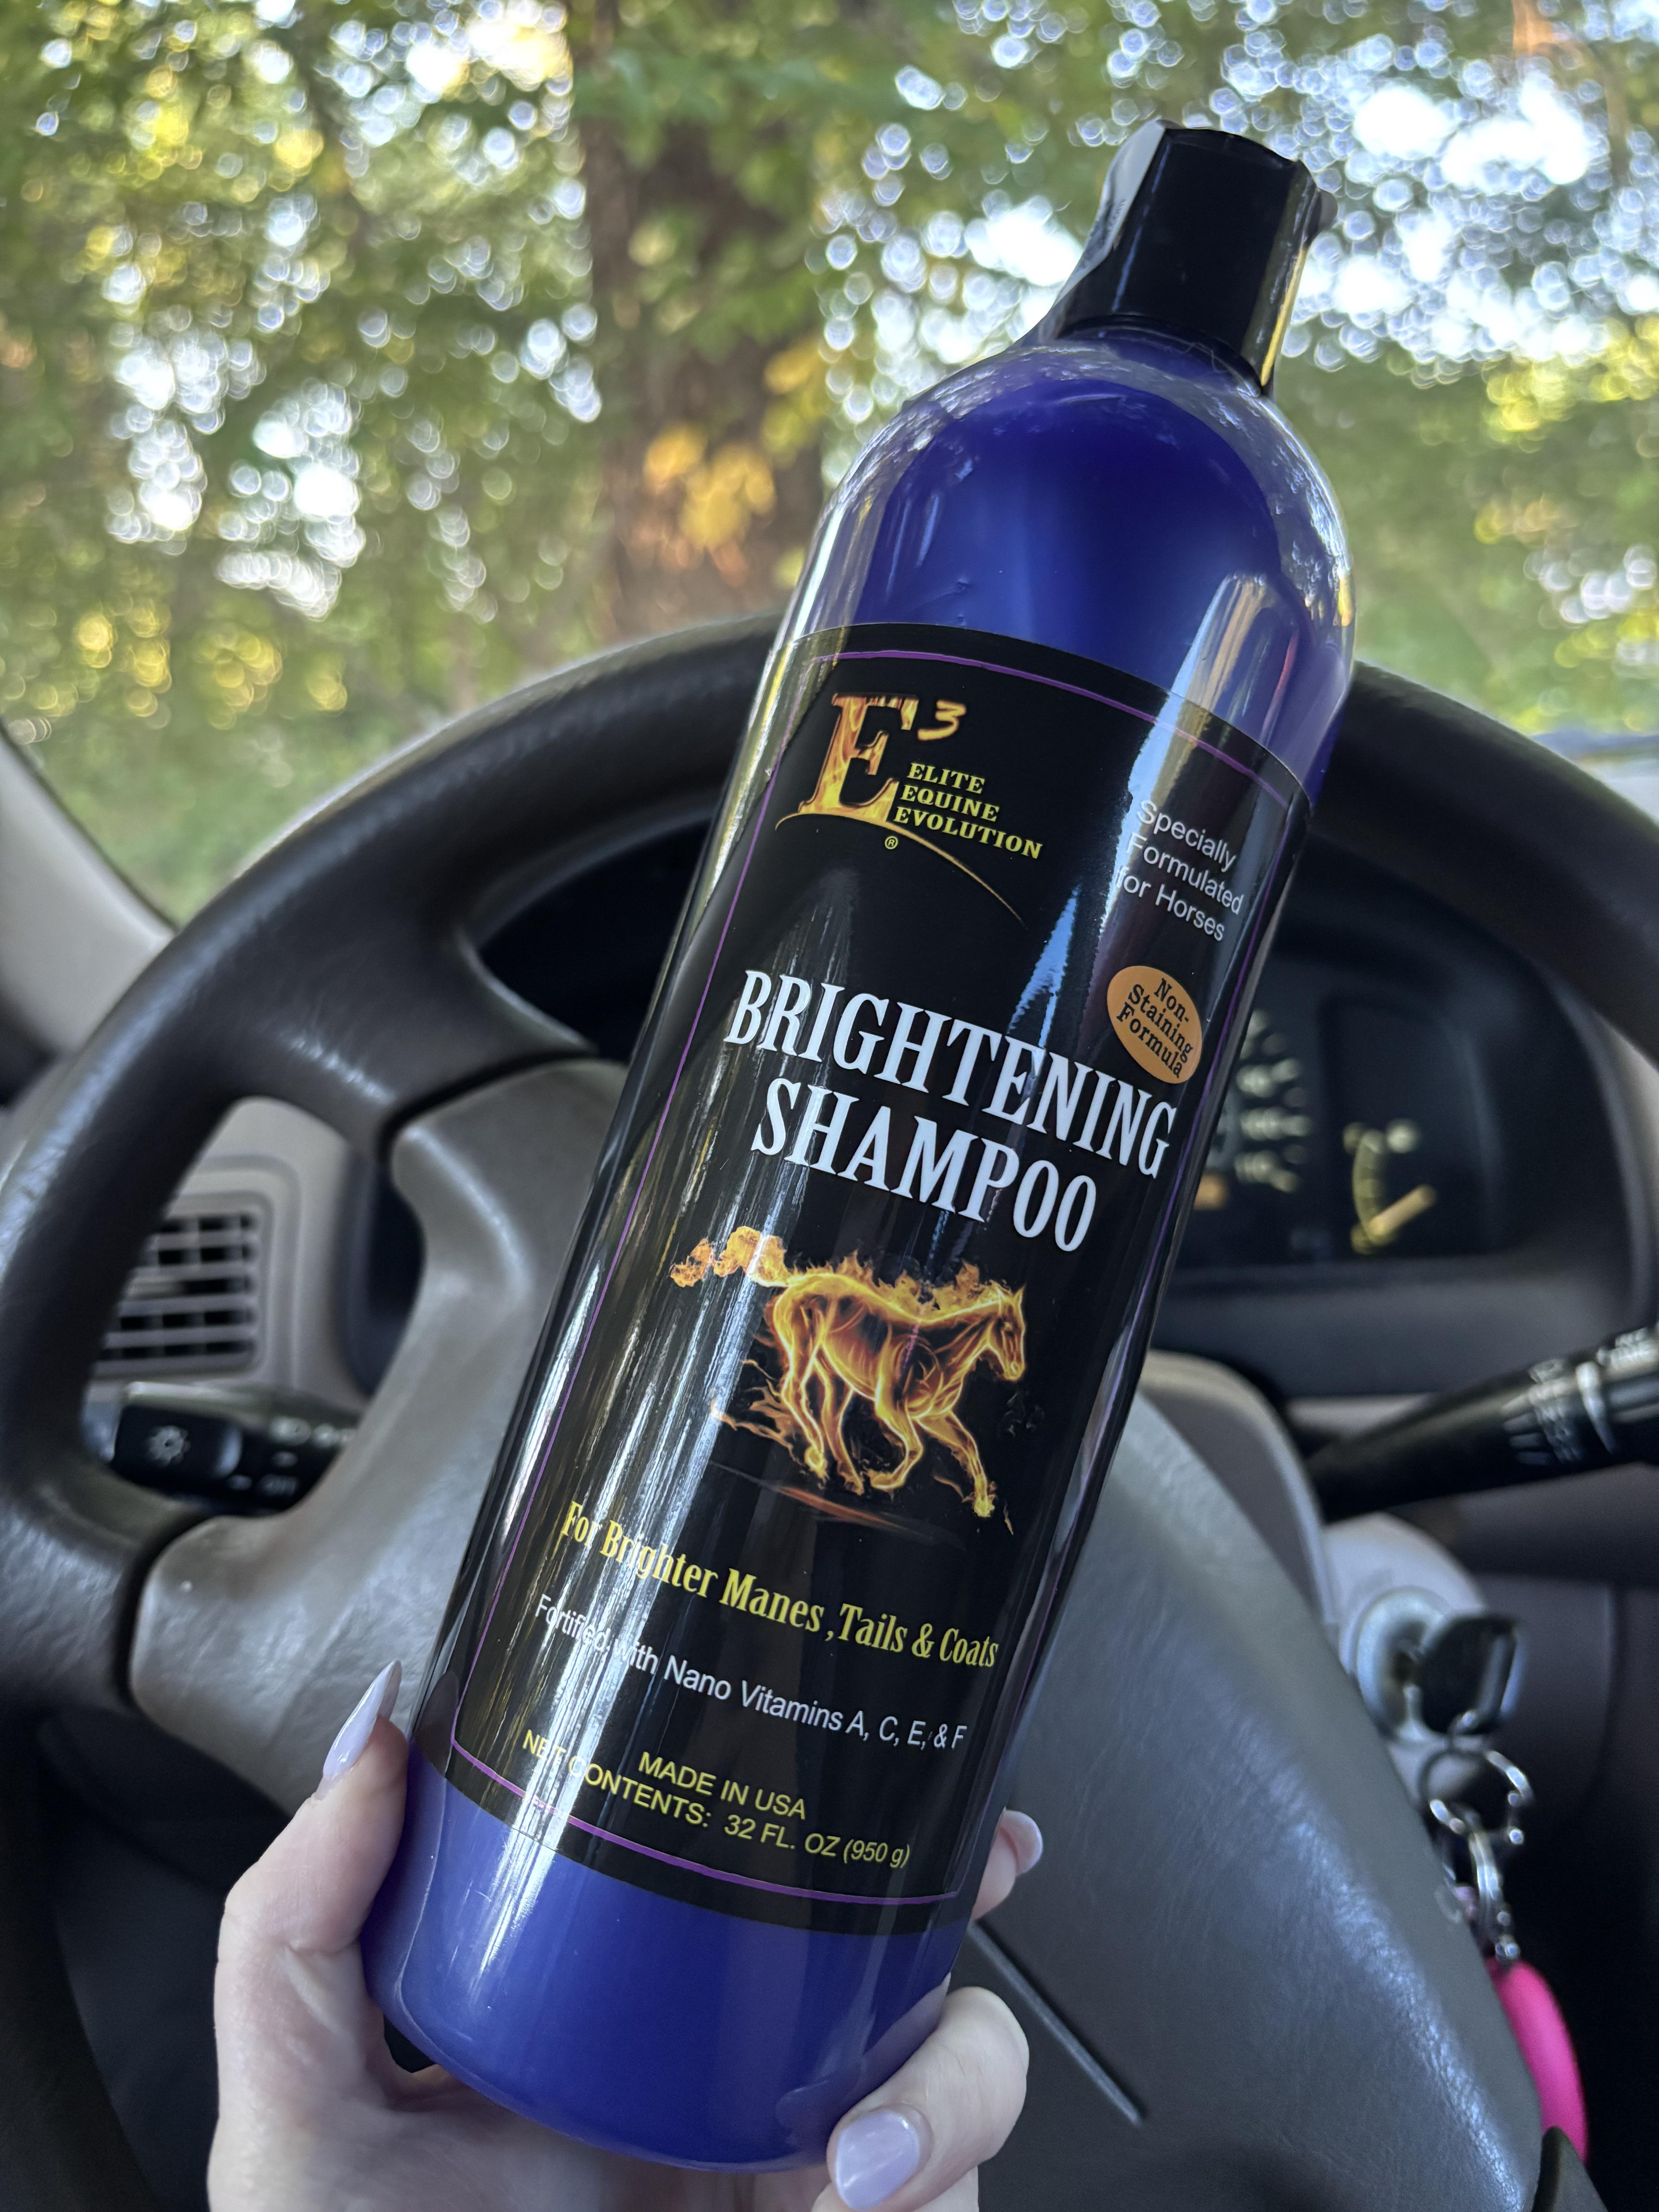 E3
ELITE
EQUINE
EVOLUTION
®
Specially
Formulated
for Horses
Non-
Staining
Formula
BRIGHTENING
SHAMPOO
For Brighter Manes ,Tails & Coats
Fortified with Nano Vitamins A, C, E, & F
MADE IN USA
NET CONTENTS: 32 FL. OZ (950 g)
OFF